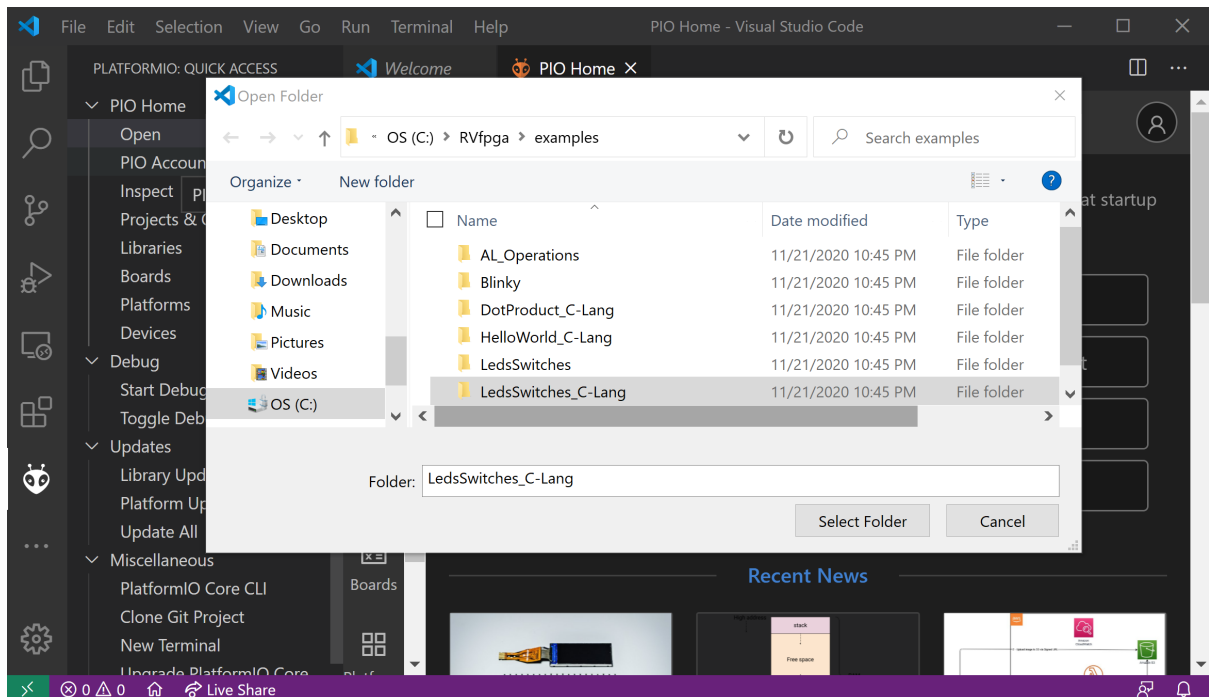 File Edit Selection View Go Run Terminal Help PIO Home - Visual Studio Code
PLATFORMIO: QUICK ACCESS
Welcome
PIO Home
PIO Home
Open
PIO Accoun
Inspect
Projects &
Libraries
Boards
Platforms
Devices
Debug
Start Debug
Toggle Deb
Updates
Library Upd
Platform Up
Update All
Miscellaneous
PlatformIO Core CLI
Clone Git Project
New Terminal
Upgrade PlatformIO Core
Open Folder
« OS (C:) > RVfpga > examples
Search examples
Organize
New folder
?
Desktop
Documents
Downloads
Music
Pictures
Videos
OS (C:)
Name Date modified Type
AL_Operations 11/21/2020 10:45 PM File folder
Blinky 11/21/2020 10:45 PM File folder
DotProduct_C-Lang 11/21/2020 10:45 PM File folder
HelloWorld_C-Lang 11/21/2020 10:45 PM File folder
LedsSwitches 11/21/2020 10:45 PM File folder
LedsSwitches_C-Lang 11/21/2020 10:45 PM File folder
Folder: LedsSwitches_C-Lang
Select Folder Cancel
at startup
Boards
Recent News
stack
Free space
0 0 Live Share